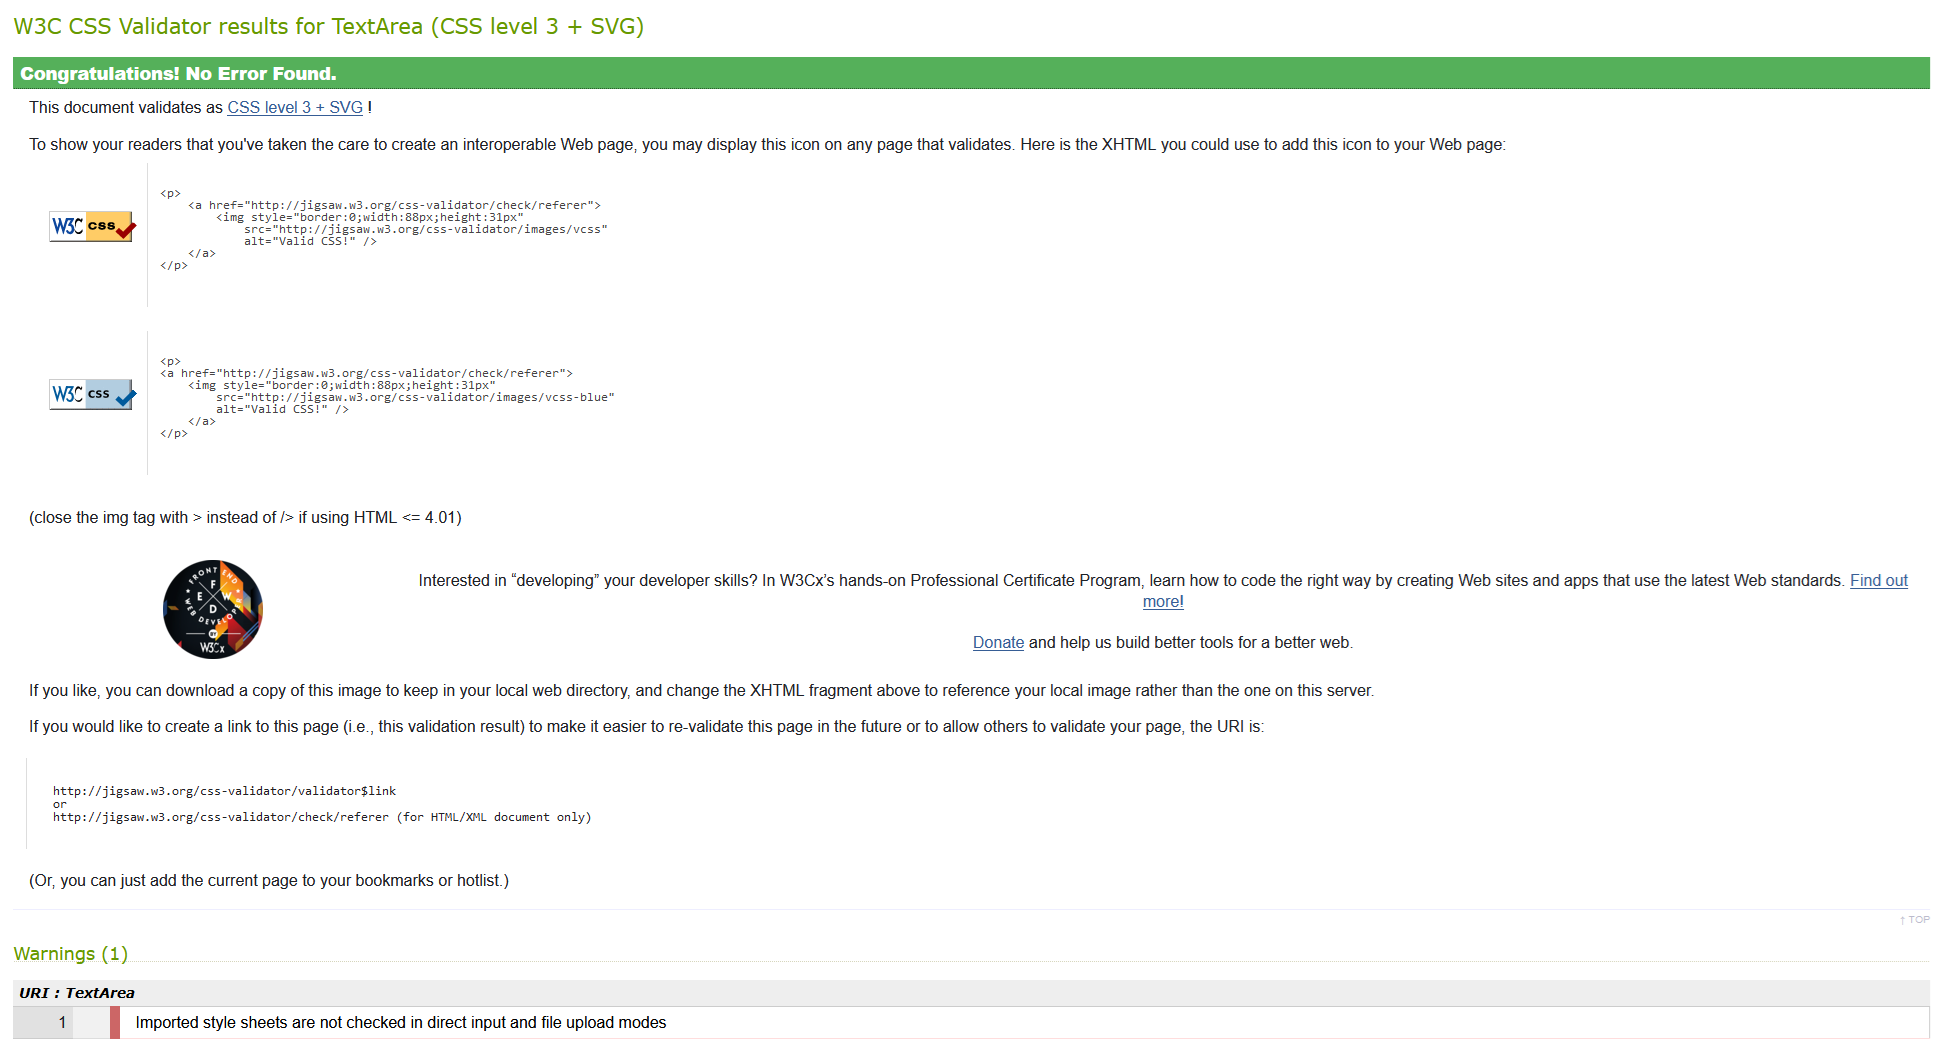 W3C CSS Validator results for TextArea (CSS level 3 + SVG)
Congratulations! No Error Found.
This document validates as CSS level 3 + SVG !
To show your readers that you've taken the care to create an interoperable Web page, you may display this icon on any page that validates. Here is the XHTML you could use to add this icon to your Web page:
W3C css
<p>
<a href="http://jigsaw.w3.org/css-validator/check/referer">
<img style="border:0;width:88px;height:31px"
src="http://jigsaw.w3.org/css-validator/images/vcss"
alt="Valid CSS!" />
</a>
</p>
W3C css
<p>
<a href="http://jigsaw.w3.org/css-validator/check/referer">
<img style="border:0;width:88px;height:31px"
src="http://jigsaw.w3.org/css-validator/images/vcss-blue"
alt="Valid CSS!" />
</a>
</p>
(close the img tag with > instead of /> if using HTML <= 4.01)
FRONT END
F E W D
WEB DEVELOPER
BY
W3Cx
Interested in “developing” your developer skills? In W3Cx’s hands-on Professional Certificate Program, learn how to code the right way by creating Web sites and apps that use the latest Web standards. Find out
more!
Donate and help us build better tools for a better web.
If you like, you can download a copy of this image to keep in your local web directory, and change the XHTML fragment above to reference your local image rather than the one on this server.
If you would like to create a link to this page (i.e., this validation result) to make it easier to re-validate this page in the future or to allow others to validate your page, the URI is:
http://jigsaw.w3.org/css-validator/validator$link
or
http://jigsaw.w3.org/css-validator/check/referer (for HTML/XML document only)
(Or, you can just add the current page to your bookmarks or hotlist.)
↑ TOP
Warnings (1)
URI : TextArea
1 Imported style sheets are not checked in direct input and file upload modes